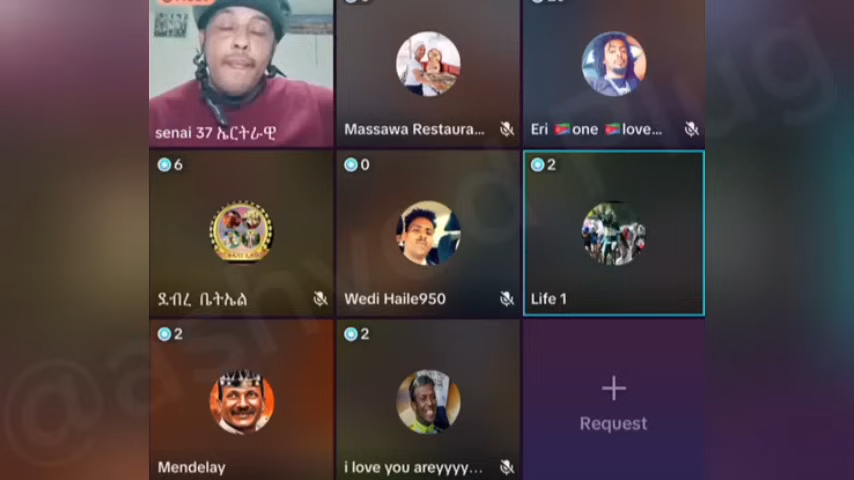 senai 37 ኤርትራዊ
Massawa Restaura...
Eri 🇪🇷one 🇪🇷love...
6
0
2
ደብረ ቤትኤል
Wedi Haile950
Life 1
2
2
Request
Mendelay
i love you areyyyy...